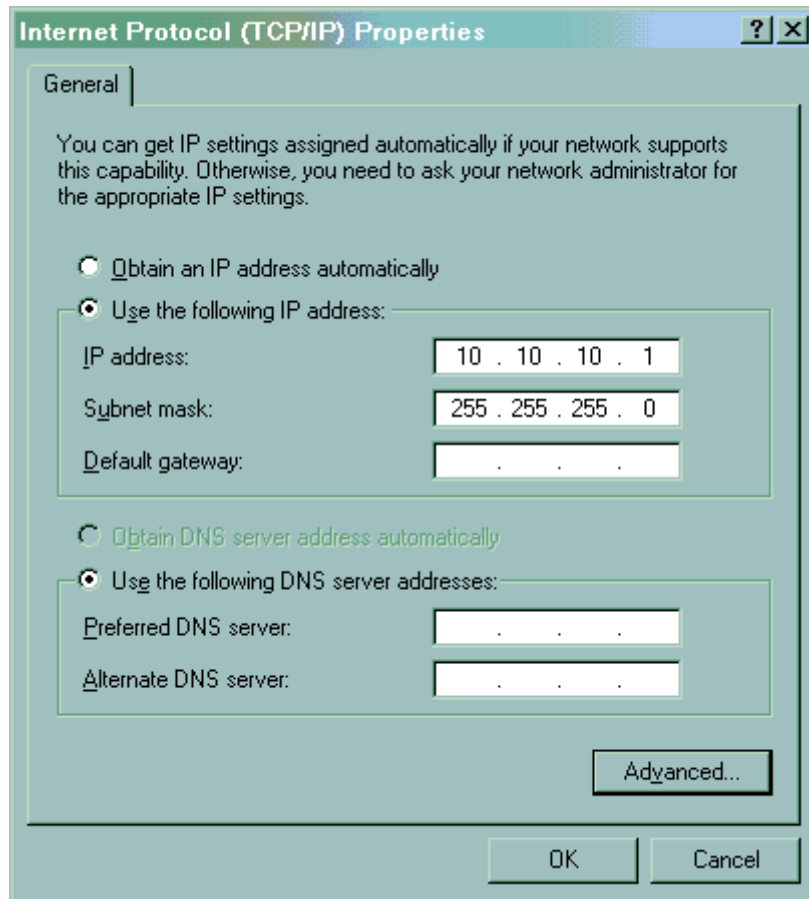 Internet Protocol (TCP/IP) Properties
General
You can get IP settings assigned automatically if your network supports
this capability. Otherwise, you need to ask your network administrator for
the appropriate IP settings.
Obtain an IP address automatically
Use the following IP address:
IP address: 10 . 10 . 10 . 1
Subnet mask: 255 . 255 . 255 . 0
Default gateway: . . .
Obtain DNS server address automatically
Use the following DNS server addresses:
Preferred DNS server: . . .
Alternate DNS server: . . .
Advanced...
OK Cancel